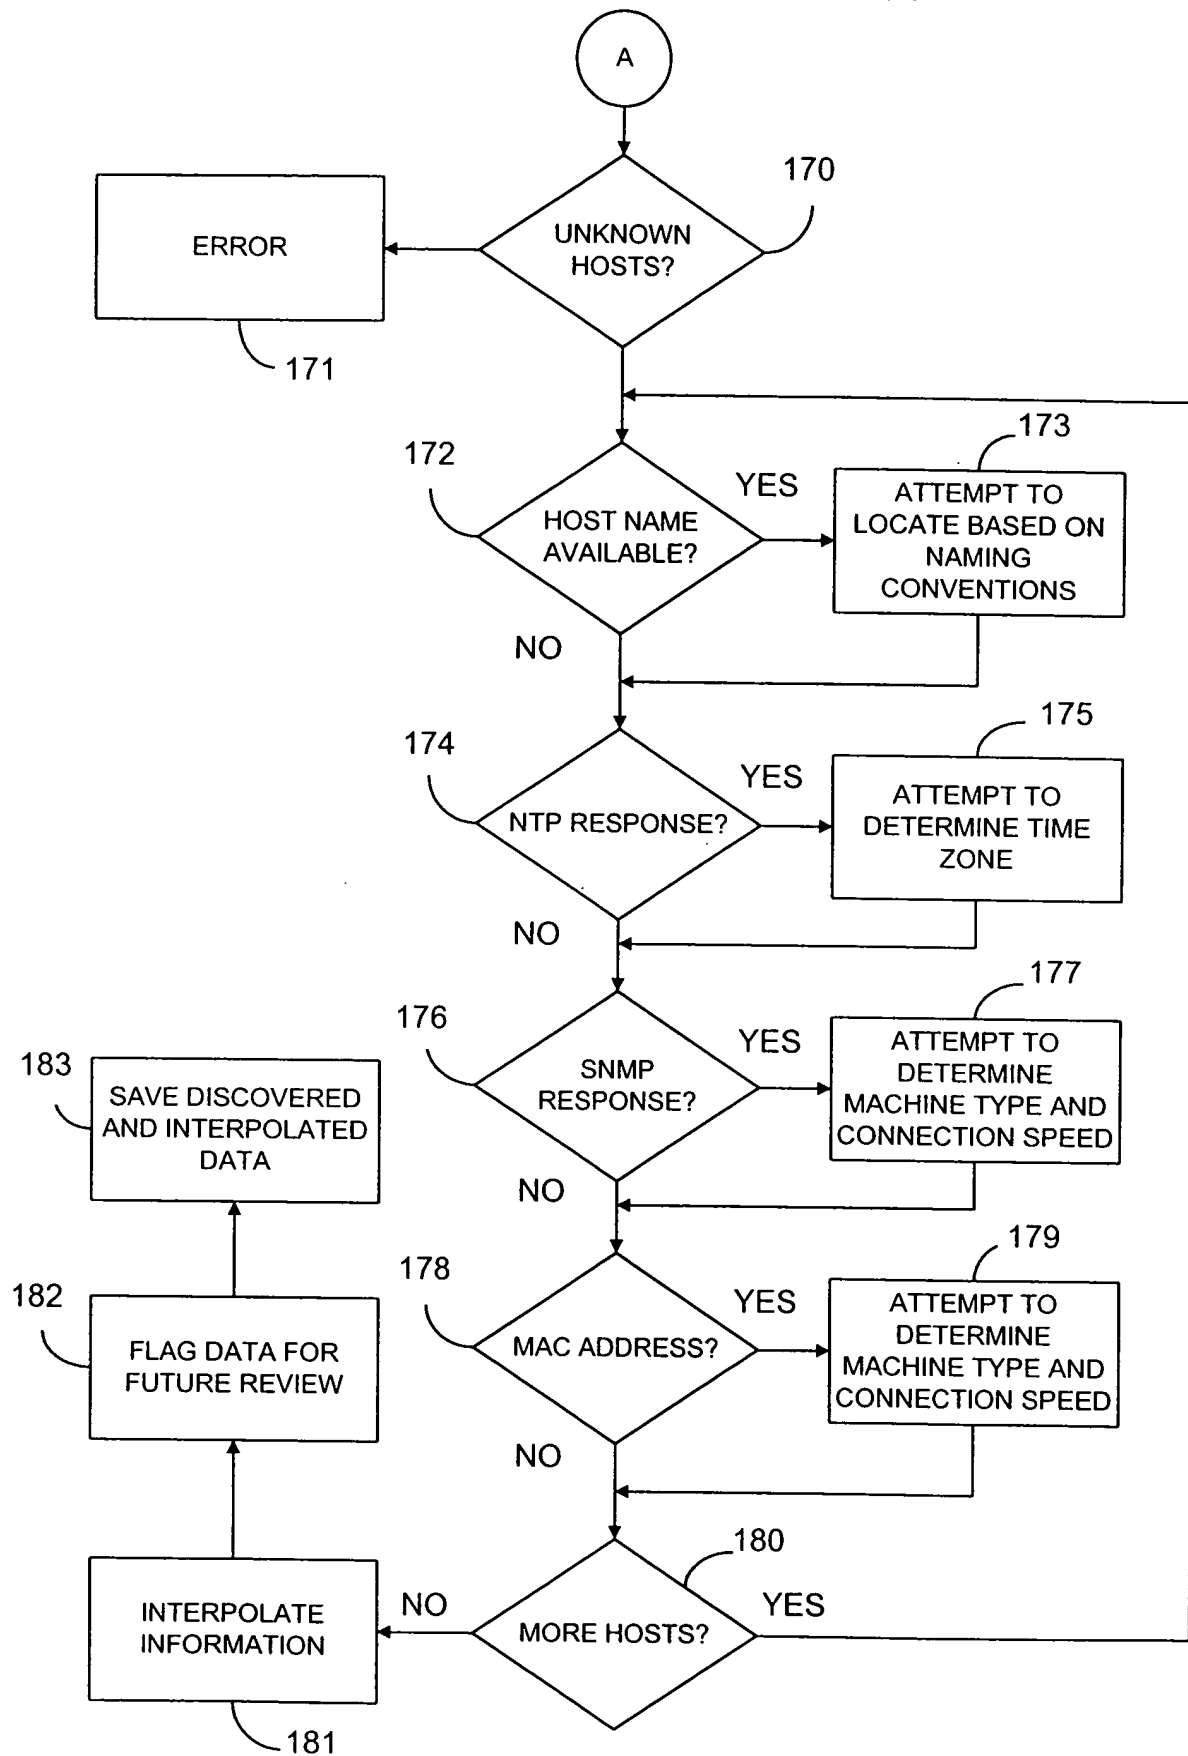 A
170
UNKNOWN
HOSTS?
ERROR
171
172
HOST NAME
AVAILABLE?
YES
173
ATTEMPT TO
LOCATE BASED ON
NAMING
CONVENTIONS
NO
174
NTP RESPONSE?
YES
175
ATTEMPT TO
DETERMINE TIME
ZONE
NO
176
SNMP
RESPONSE?
YES
177
ATTEMPT TO
DETERMINE
MACHINE TYPE AND
CONNECTION SPEED
NO
178
MAC ADDRESS?
YES
179
ATTEMPT TO
DETERMINE
MACHINE TYPE AND
CONNECTION SPEED
NO
180
MORE HOSTS?
YES
NO
INTERPOLATE
INFORMATION
181
182
FLAG DATA FOR
FUTURE REVIEW
183
SAVE DISCOVERED
AND INTERPOLATED
DATA